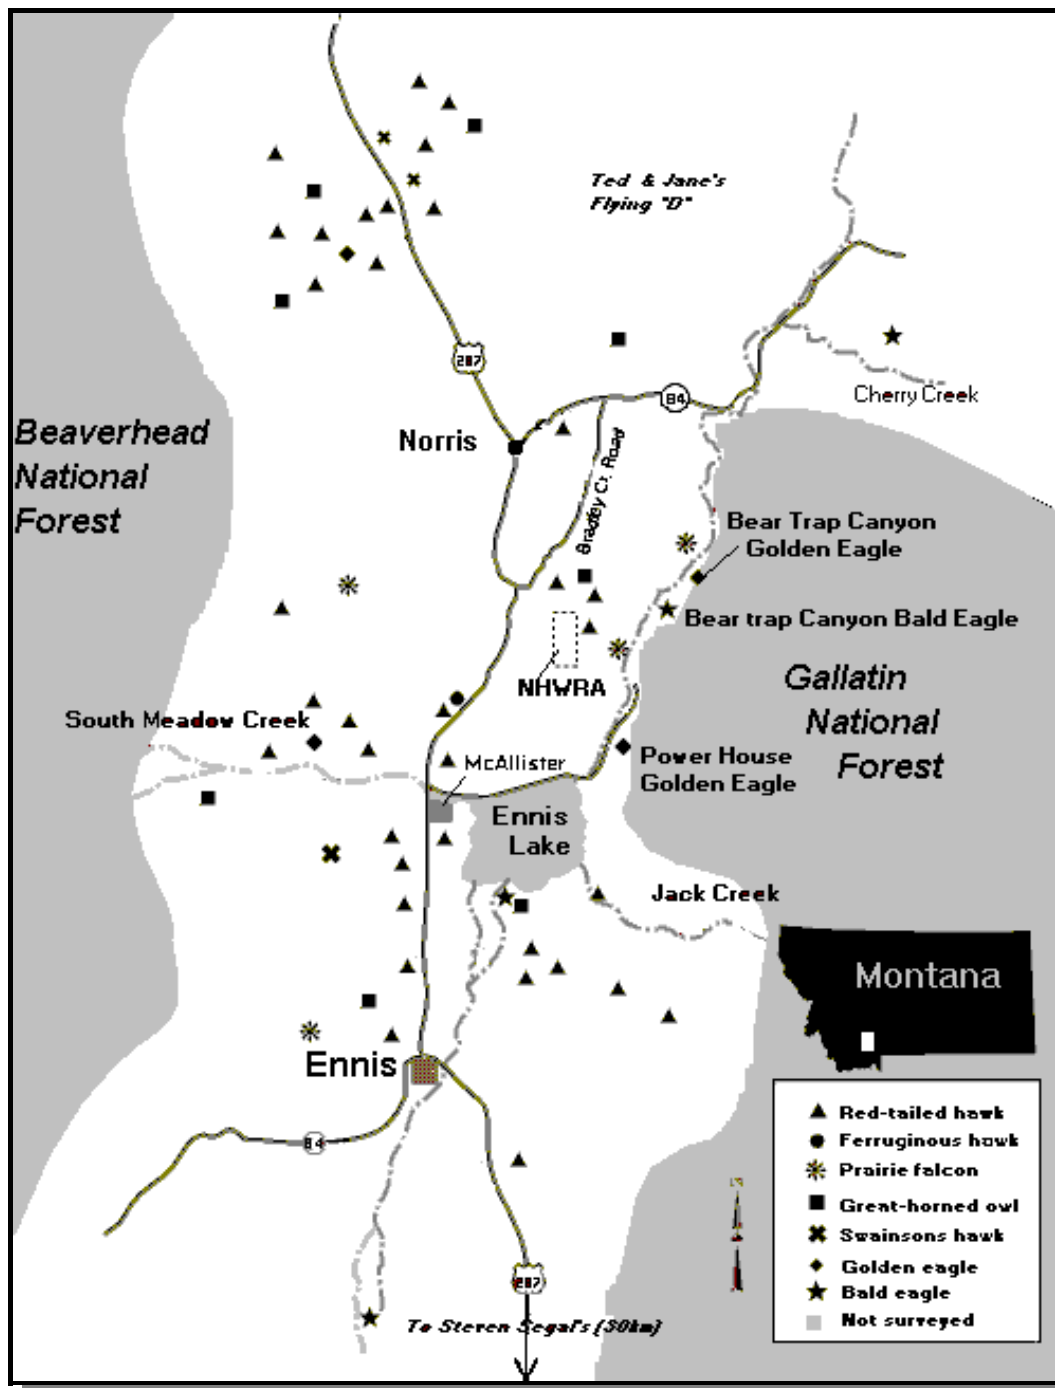 Ted & Jane's
Flying "D"
287
84
Cherry Creek
Beaverhead
National
Forest
Norris
Bradley Cr. Road
Bear Trap Canyon
Golden Eagle
Bear trap Canyon Bald Eagle
NHWRA
Gallatin
National
Forest
South Meadow Creek
McAllister
Power House
Golden Eagle
Ennis
Lake
Jack Creek
Montana
Ennis
84
287
To Steven Segal's (30km)
Red-tailed hawk
Ferruginous hawk
Prairie falcon
Great-horned owl
Swainsons hawk
Golden eagle
Bald eagle
Not surveyed